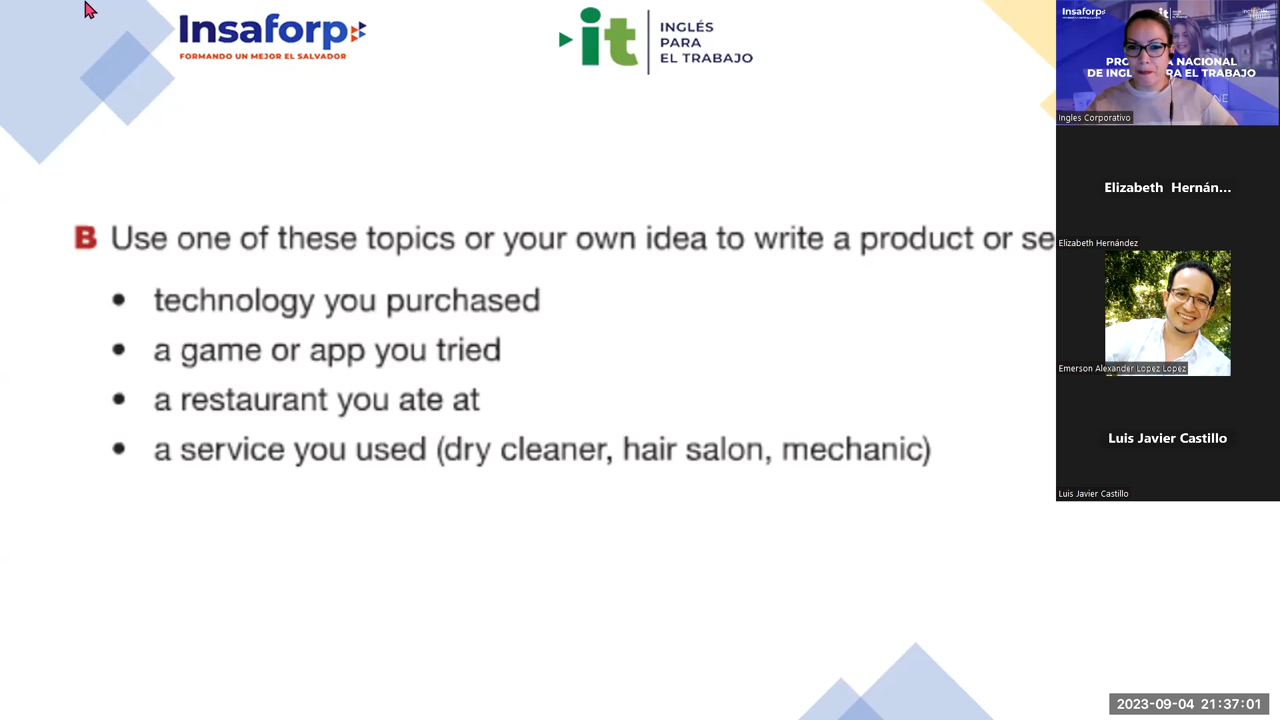 Insaforp
FORMANDO UN MEJOR EL SALVADOR
it
INGLÉS
PARA
EL TRABAJO
B Use one of these topics or your own idea to write a product or se
• technology you purchased
• a game or app you tried
• a restaurant you ate at
• a service you used (dry cleaner, hair salon, mechanic)
Insaforp
it
NACIONAL
DE INGL RA EL TRABAJO
NE
Ingles Corporativo
Elizabeth Hernán...
Elizabeth Hernández
Emerson Alexander Lopez Lopez
Luis Javier Castillo
Luis Javier Castillo
2023-09-04 21:37:01